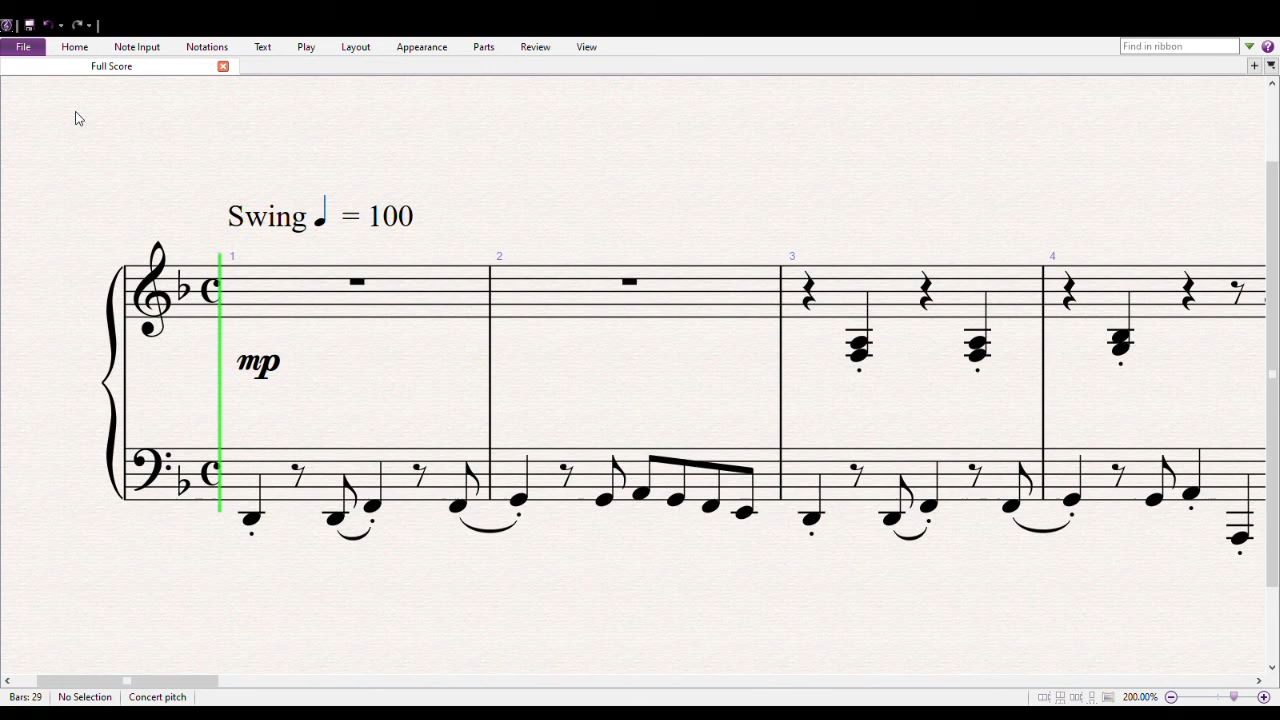 File Home Note Input Notations Text Play Layout Appearance Parts Review View Find in ribbon
Full Score
Swing ♩ = 100
1 2 3 4
mp
Bars: 29 No Selection Concert pitch 200.00%